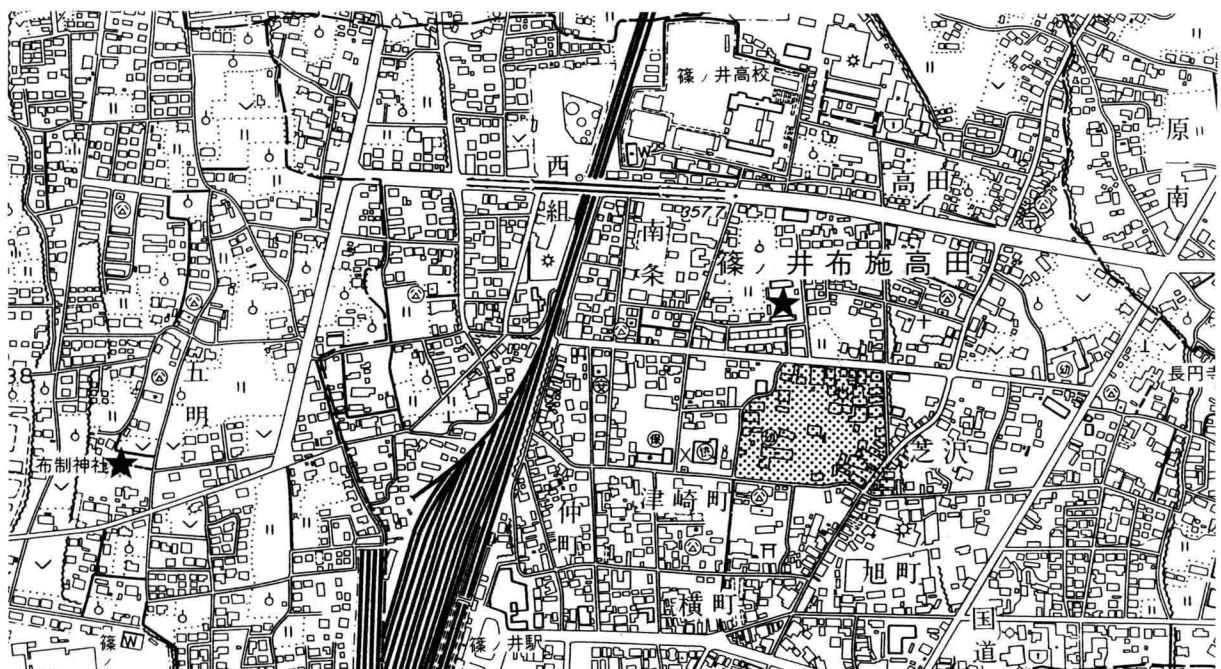 篠ノ井高校
原一南
西組
高田
357.7
南条
篠ノ井布施高田
五明
長円寺
布制神社
芝沢
津崎町
仲町
旭町
横町
国道
篠ノ井駅
篠